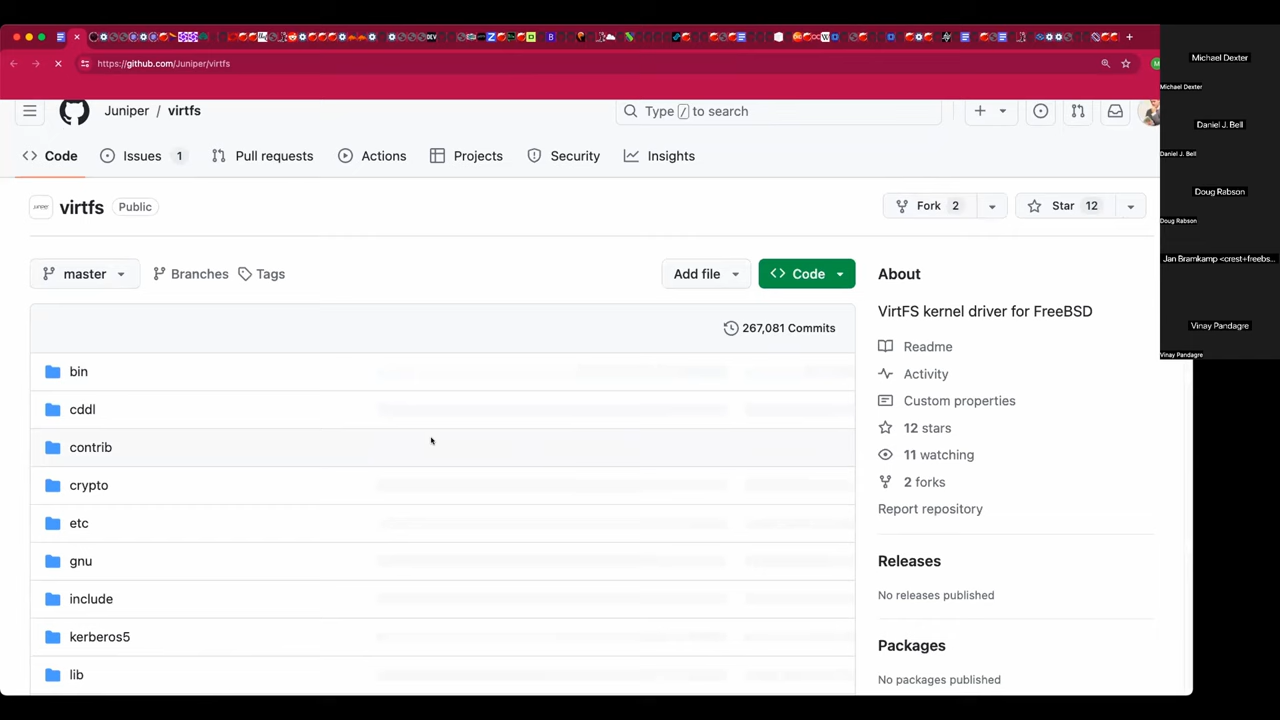 https://github.com/Juniper/virtfs
Juniper / virtfs
Type / to search
Code
Issues 1
Pull requests
Actions
Projects
Security
Insights
virtfs Public
Fork 2
Star 12
master
Branches
Tags
Add file
Code
267,081 Commits
bin
cddl
contrib
crypto
etc
gnu
include
kerberos5
lib
About
VirtFS kernel driver for FreeBSD
Readme
Activity
Custom properties
12 stars
11 watching
2 forks
Report repository
Releases
No releases published
Packages
No packages published
Michael Dexter
Michael Dexter
Daniel J. Bell
Daniel J. Bell
Doug Rabson
Doug Rabson
Jan Bramkamp <crest+freebs...
Vinay Pandagre
Vinay Pandagre